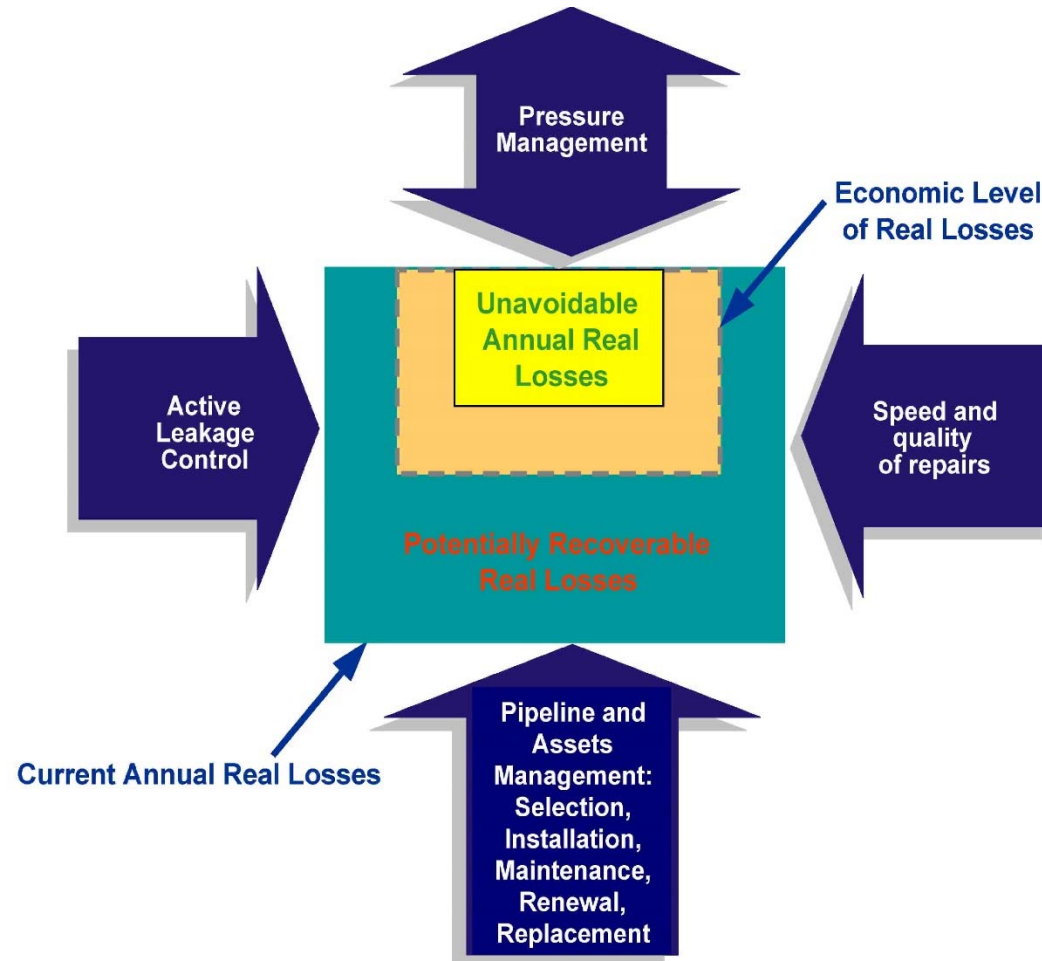 Pressure
Management
Economic Level
of Real Losses
Unavoidable
Annual Real
Losses
Active
Leakage
Control
Speed and
quality
of repairs
Potentially Recoverable
Real Losses
Current Annual Real Losses
Pipeline and
Assets
Management:
Selection,
Installation,
Maintenance,
Renewal,
Replacement